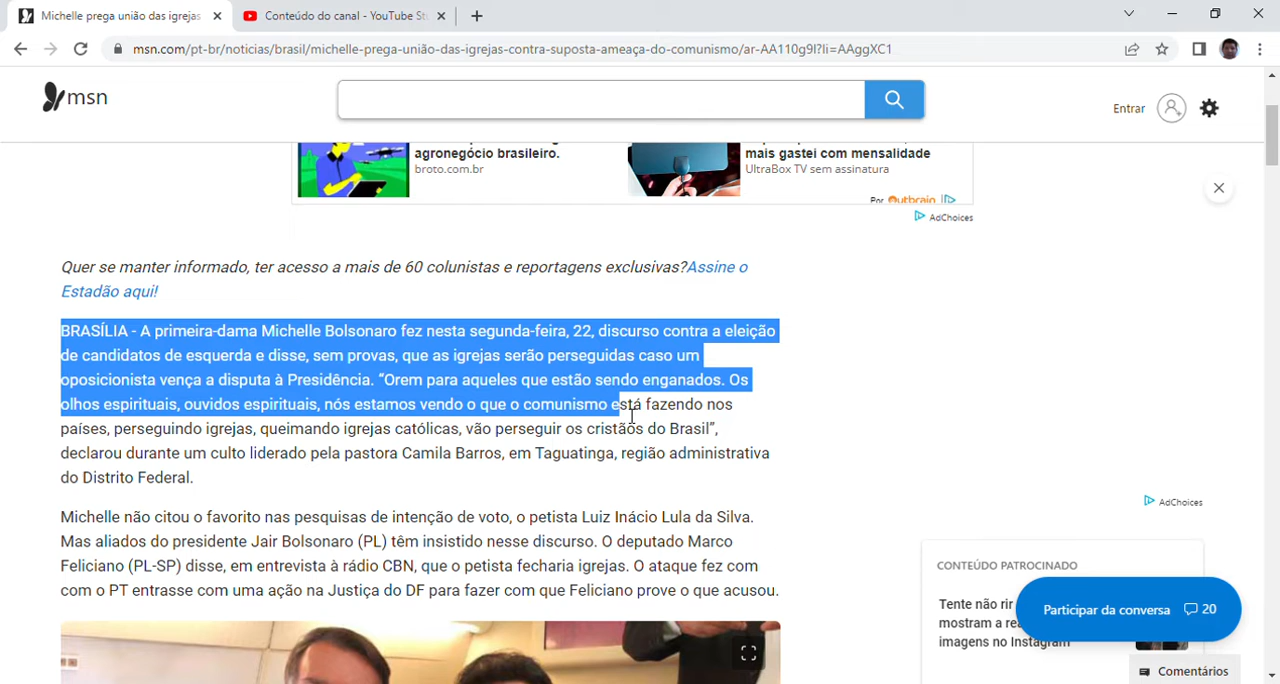 Michelle prega união das igrejas
Conteúdo do canal - YouTube St
msn.com/pt-br/noticias/brasil/michelle-prega-união-das-igrejas-contra-suposta-ameaça-do-comunismo/ar-AA110g9I?li=AAggXC1
msn
Entrar
agronegócio brasileiro.
broto.com.br
mais gastei com mensalidade
UltraBox TV sem assinatura
Por Outbrain
AdChoices
Quer se manter informado, ter acesso a mais de 60 colunistas e reportagens exclusivas?Assine o
Estadão aqui!
BRASÍLIA - A primeira-dama Michelle Bolsonaro fez nesta segunda-feira, 22, discurso contra a eleição
de candidatos de esquerda e disse, sem provas, que as igrejas serão perseguidas caso um
oposicionista vença a disputa à Presidência. “Orem para aqueles que estão sendo enganados. Os
olhos espirituais, ouvidos espirituais, nós estamos vendo o que o comunismo está fazendo nos
países, perseguindo igrejas, queimando igrejas católicas, vão perseguir os cristãos do Brasil”,
declarou durante um culto liderado pela pastora Camila Barros, em Taguatinga, região administrativa
do Distrito Federal.
Michelle não citou o favorito nas pesquisas de intenção de voto, o petista Luiz Inácio Lula da Silva.
Mas aliados do presidente Jair Bolsonaro (PL) têm insistido nesse discurso. O deputado Marco
Feliciano (PL-SP) disse, em entrevista à rádio CBN, que o petista fecharia igrejas. O ataque fez com
com o PT entrasse com uma ação na Justiça do DF para fazer com que Feliciano prove o que acusou.
AdChoices
CONTEÚDO PATROCINADO
Tente não rir
mostram a
imagens no Instagram
Participar da conversa 20
Comentários